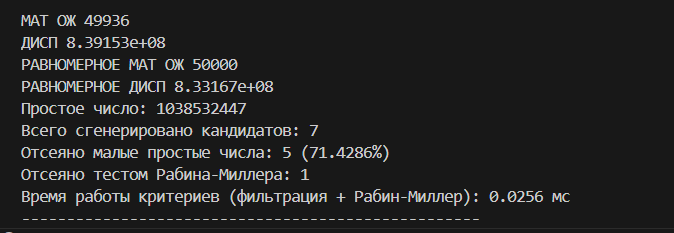 МАТ ОЖ 49936
ДИСП 8.39153e+08
РАВНОМЕРНОЕ МАТ ОЖ 50000
РАВНОМЕРНОЕ ДИСП 8.33167e+08
Простое число: 1038532447
Всего сгенерировано кандидатов: 7
Отсеяно малые простые числа: 5 (71.4286%)
Отсеяно тестом Рабина-Миллера: 1
Время работы критериев (фильтрация + Рабин-Миллер): 0.0256 мс
---------------------------------------------------